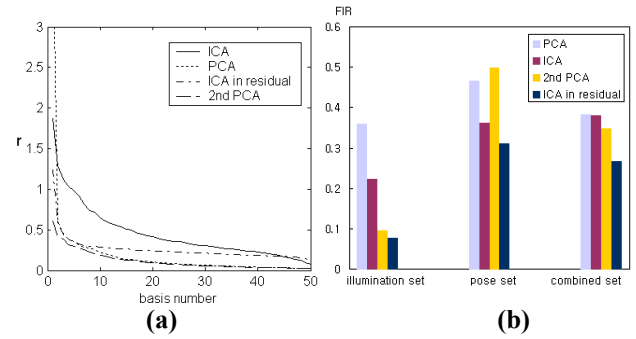 3
2.5
2
1.5
1
0.5
0
r
0
10
20
30
40
50
basis number
ICA
PCA
ICA in residual
2nd PCA
(a)
FIR
0.6
0.5
0.4
0.3
0.2
0.1
0
PCA
ICA
2nd PCA
ICA in residual
illumination set
pose set
combined set
(b)